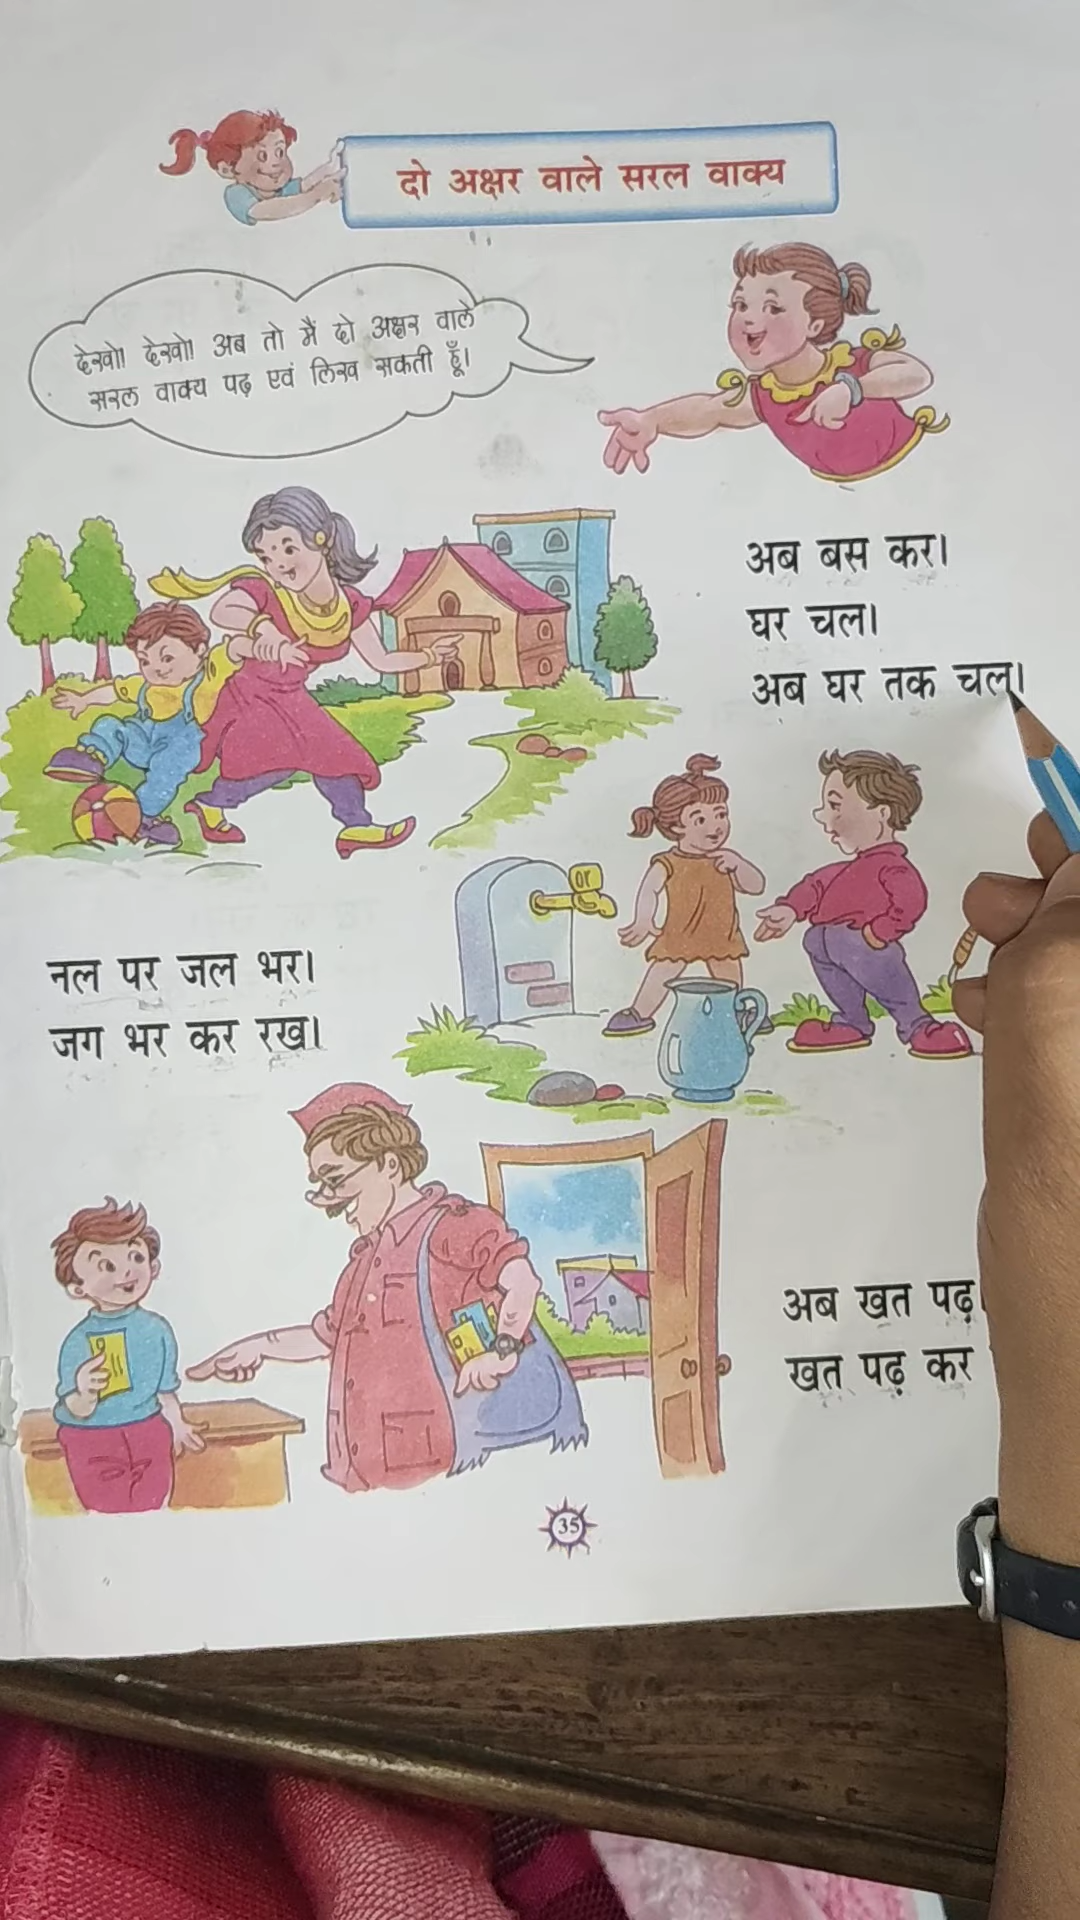 दो अक्षर वाले सरल वाक्य
देखो! देखो! अब तो मैं दो अक्षर वाले
सरल वाक्य पढ़ एवं लिख सकती हूँ।
अब बस कर।
घर चल।
अब घर तक चल।
नल पर जल भर।
जग भर कर रख।
अब खत पढ़।
खत पढ़ कर
35